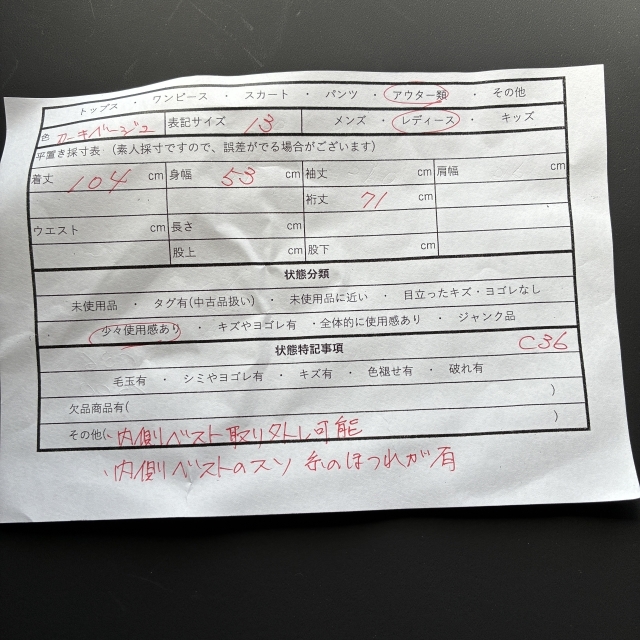 トップス ・ ワンピース ・ スカート ・ パンツ ・ アウター類 ・ その他
色 カーキベージュ 表記サイズ 13 メンズ ・ レディース ・ キッズ
平置き採寸表 （素人採寸ですので、誤差がでる場合がございます）
着丈 104 cm 身幅 53 cm 袖丈 cm 肩幅 cm
裄丈 71 cm
ウエスト cm 長さ cm cm
股上 cm 股下 cm
状態分類
未使用品 ・ タグ有(中古品扱い) ・ 未使用品に近い ・ 目立ったキズ・ヨゴレなし
・ 少々使用感あり ・ キズやヨゴレ有 ・全体的に使用感あり ・ ジャンク品
状態特記事項 C36
毛玉有 ・ シミやヨゴレ有 ・ キズ有 ・ 色褪せ有 ・ 破れ有
欠品商品有( )
その他(、内側ベスト取り外し可能 )
、内側ベストのスソ 糸のほつれが有